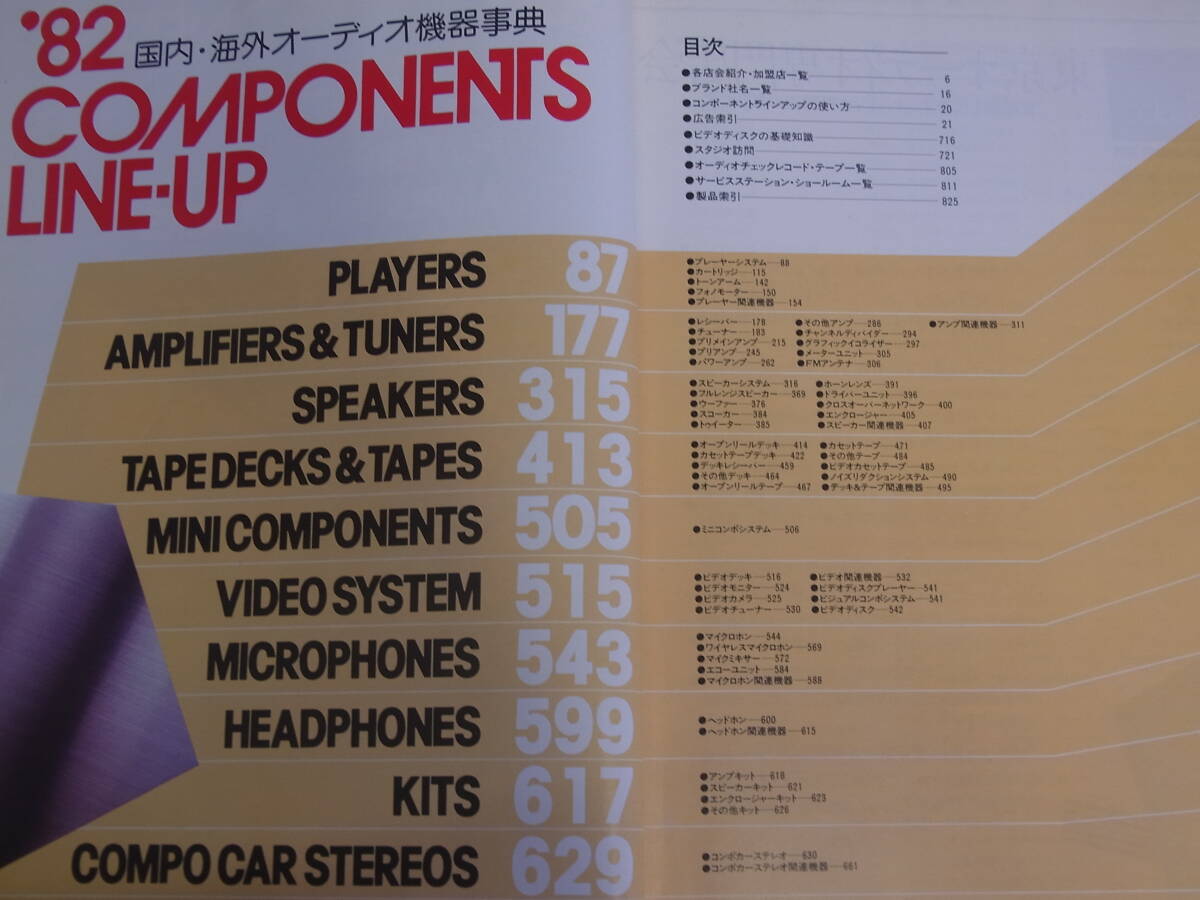 '82 国内・海外オーディオ機器事典
COMPONENTS
LINE-UP
目次
●各店会紹介・加盟店一覧 6
●ブランド社名一覧 16
●コンポーネントラインアップの使い方 20
●広告索引 21
●ビデオディスクの基礎知識 716
●スタジオ訪問 721
●オーディオチェックレコード・テープ一覧 805
●サービスステーション・ショールーム一覧 811
●製品索引 825
PLAYERS 87
●プレーヤーシステム 88
●カートリッジ 115
●トーンアーム 142
●フォノモーター 150
●プレーヤー関連機器 154
AMPLIFIERS & TUNERS 177
●レシーバー 178
●チューナー 183
●プリメインアンプ 215
●プリアンプ 245
●パワーアンプ 262
●その他アンプ 286
●チャンネルディバイダー 294
●グラフィックイコライザー 297
●メーターユニット 305
●FMアンテナ 306
●アンプ関連機器 311
SPEAKERS 315
●スピーカーシステム 316
●フルレンジスピーカー 369
●ウーファー 376
●スコーカー 384
●トゥイーター 385
●ホーンレンズ 391
●ドライバーユニット 396
●クロスオーバーネットワーク 400
●エンクロージャー 405
●スピーカー関連機器 407
TAPE DECKS & TAPES 413
●オープンリールデッキ 414
●カセットテープデッキ 422
●デッキレシーバー 459
●その他デッキ 464
●オープンリールテープ 467
●カセットテープ 471
●その他テープ 484
●ビデオカセットテープ 485
●ノイズリダクションシステム 490
●デッキ&テープ関連機器 495
MINI COMPONENTS 505
●ミニコンポシステム 506
VIDEO SYSTEM 515
●ビデオデッキ 516
●ビデオモニター 524
●ビデオカメラ 525
●ビデオチューナー 530
●ビデオ関連機器 532
●ビデオディスクプレーヤー 541
●ビジュアルコンポシステム 541
●ビデオディスク 542
MICROPHONES 543
●マイクロホン 544
●ワイヤレスマイクロホン 569
●マイクミキサー 572
●エコーユニット 584
●マイクロホン関連機器 588
HEADPHONES 599
●ヘッドホン 600
●ヘッドホン関連機器 615
KITS 617
●アンプキット 618
●スピーカーキット 621
●エンクロージャーキット 623
●その他キット 626
COMPO CAR STEREOS 629
●コンポカーステレオ 630
●コンポカーステレオ関連機器 661